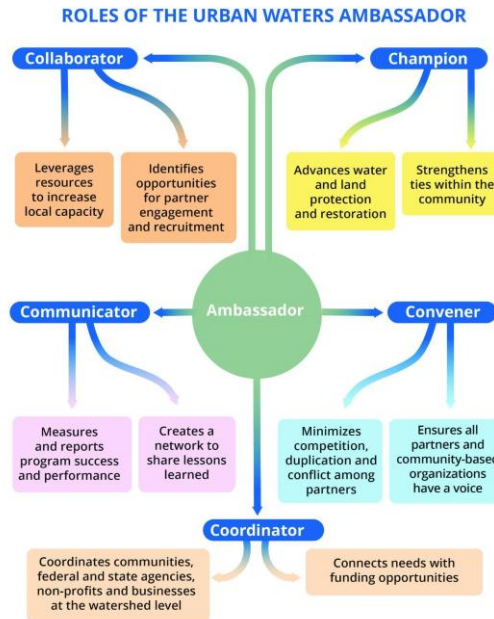 ROLES OF THE URBAN WATERS AMBASSADOR
Collaborator
Champion
Leverages
resources
to increase
local capacity
Identifies
opportunities
for partner
engagement
and recruitment
Advances water
and land
protection
and restoration
Strengthens
ties within the
community
Ambassador
Communicator
Convener
Measures
and reports
program success
and performance
Creates a
network to
share lessons
learned
Minimizes
competition,
duplication and
conflict among
partners
Ensures all
partners and
community-based
organizations
have a voice
Coordinator
Coordinates communities,
federal and state agencies,
non-profits and businesses
at the watershed level
Connects needs with
funding opportunities